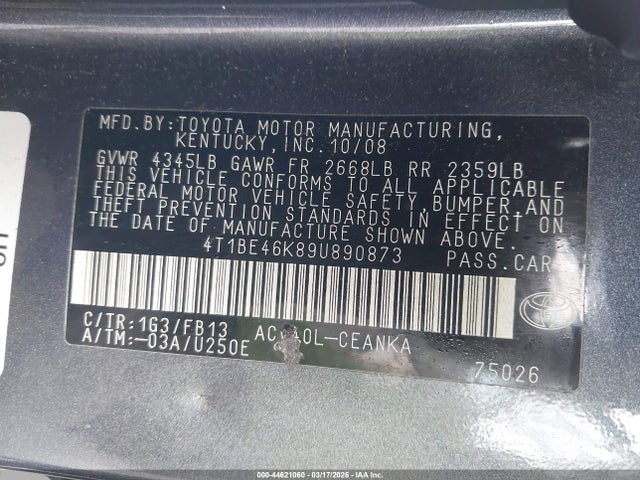 MFD.BY:TOYOTA MOTOR MANUFACTURING,
KENTUCKY, INC. 10/08
GVWR 4345LB GAWR FR 2668LB RR 2359LB
THIS VEHICLE CONFORMS TO ALL APPLICABLE
FEDERAL MOTOR VEHICLE SAFETY, BUMPER,AND
THEFT PREVENTION STANDARDS IN EFFECT ON
THE DATE OF MANUFACTURE SHOWN ABOVE.
4T1BE46K89U890873 PASS.CAR
C/TR:163/FB13
A/TM:-03A/U250E
75026
000-44621060 - 03/17/2026 - IAA, Inc.